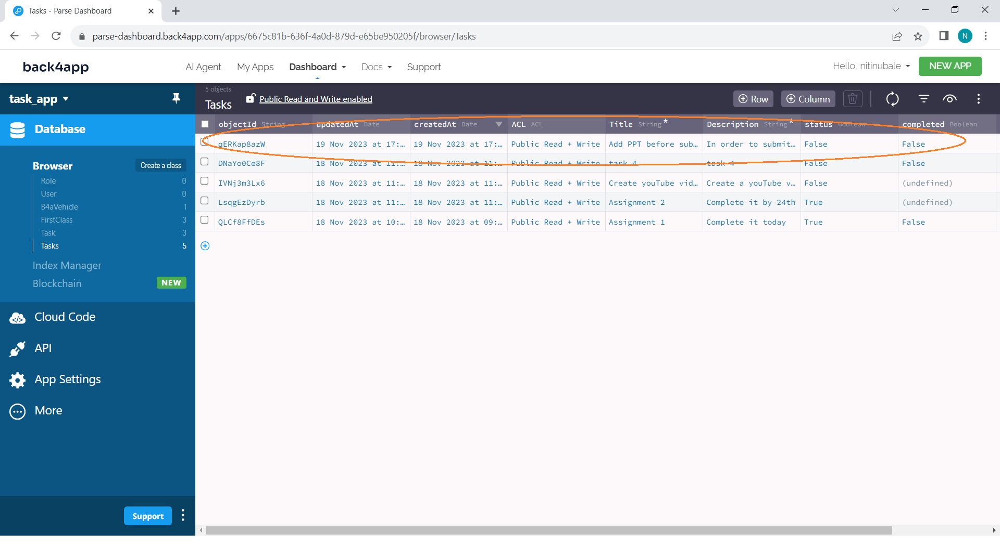 Tasks - Parse Dashboard
parse-dashboard.back4app.com/apps/6675c81b-636f-4a0d-879d-e65be950205f/browser/Tasks
N
back4app AI Agent My Apps Dashboard Docs Support Hello, nitinubale NEW APP
task_app
5 objects
Tasks Public Read and Write enabled Row Column
Database
Browser Create a class
Role 0
User 0
B4aVehicle 1
FirstClass 3
Task 3
Tasks 5
Index Manager
Blockchain NEW
Cloud Code
API
App Settings
More
Support
objectId String updatedAt Date createdAt Date ACL ACL Title String * Description String * status Boolean completed Boolean
qERKap8azW 19 Nov 2023 at 17:… 19 Nov 2023 at 17:… Public Read + Write Add PPT before sub… In order to submit… False False
DNaYo0Ce8F 18 Nov 2023 at 11:… 18 Nov 2023 at 11:… Public Read + Write task 4 task 4 False False
IVNj3m3Lx6 18 Nov 2023 at 11:… 18 Nov 2023 at 11:… Public Read + Write Create youTube vid… Create a youTube v… False (undefined)
LsqgEzDyrb 18 Nov 2023 at 11:… 18 Nov 2023 at 11:… Public Read + Write Assignment 2 Complete it by 24th True (undefined)
QLCf8FfDEs 18 Nov 2023 at 10:… 18 Nov 2023 at 09:… Public Read + Write Assignment 1 Complete it today True False